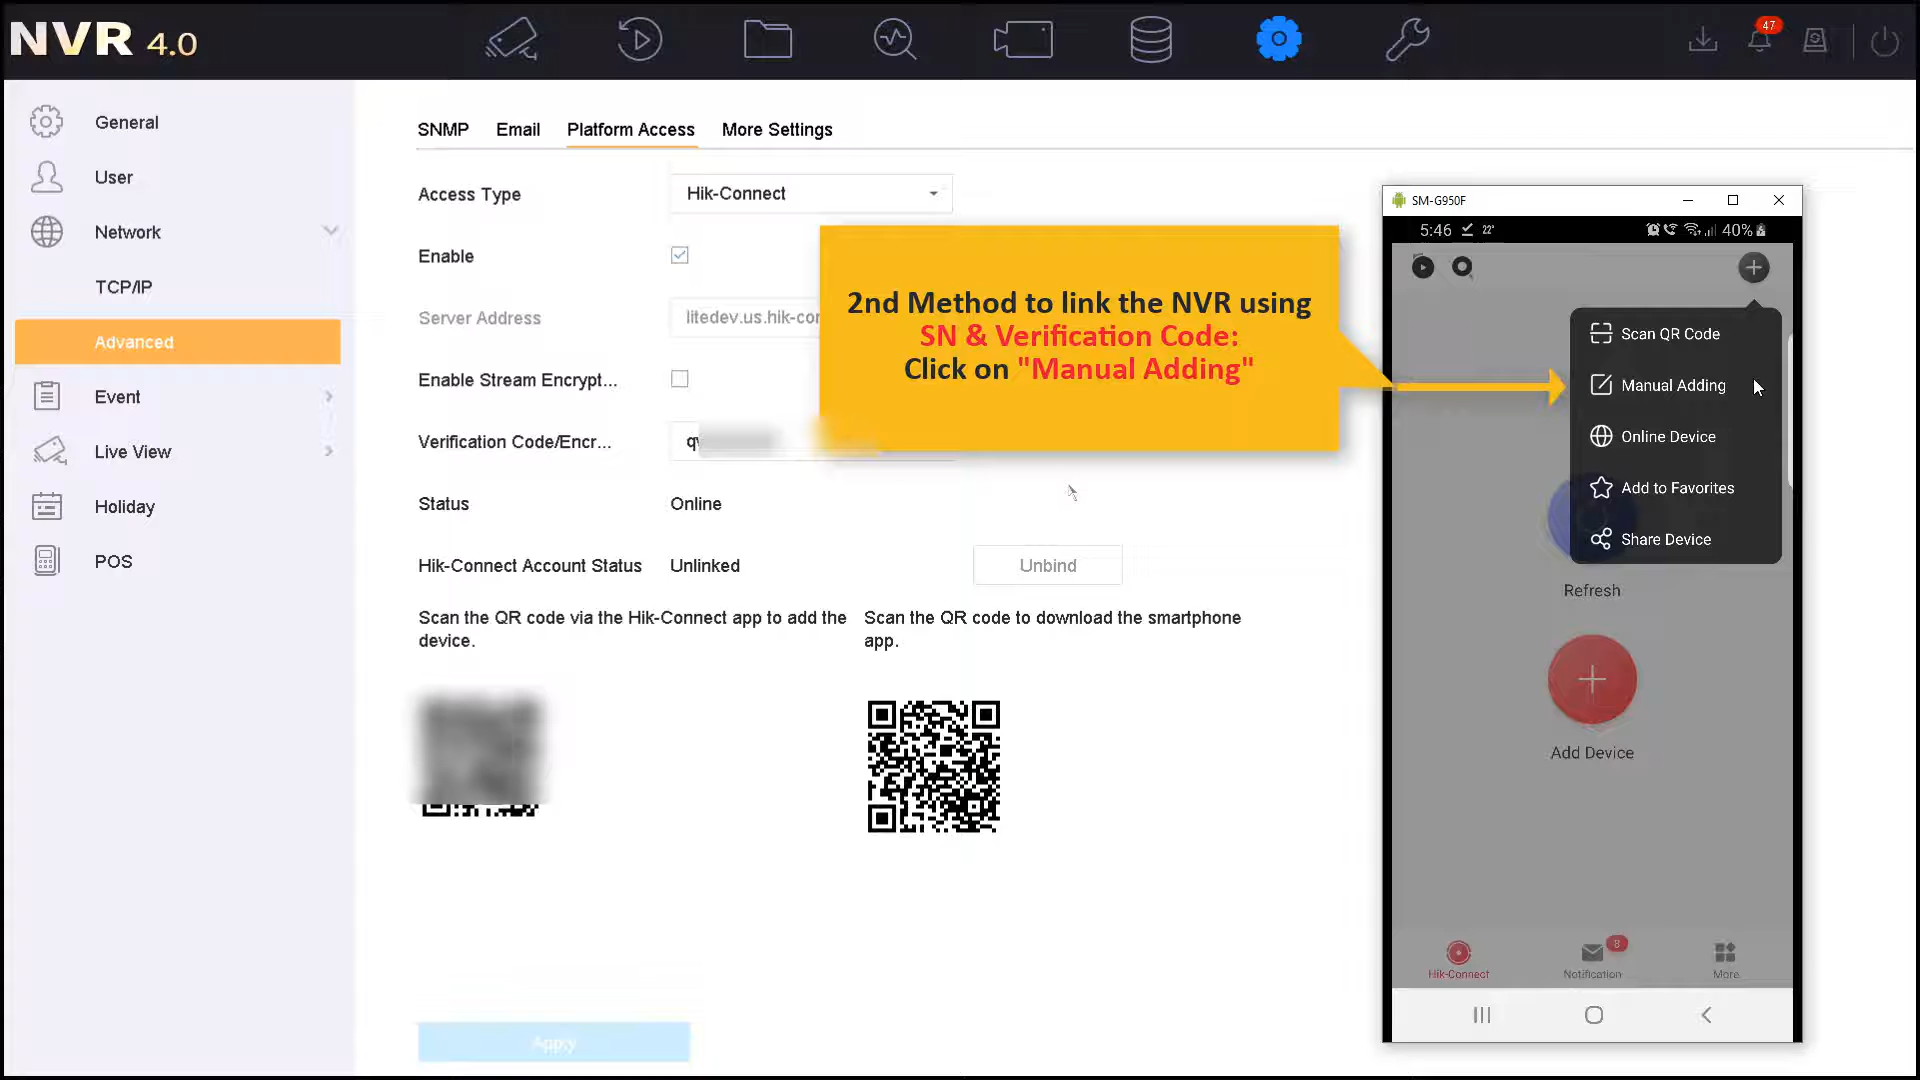 NVR 4.0
47
General
User
Network
TCP/IP
Advanced
Event
Live View
Holiday
POS
SNMP
Email
Platform Access
More Settings
Access Type
Hik-Connect
Enable
Server Address
litedev.us.hik-cor
Enable Stream Encrypt...
Verification Code/Encr...
Status
Online
Hik-Connect Account Status
Unlinked
Unbind
Scan the QR code via the Hik-Connect app to add the
device.
Scan the QR code to download the smartphone
app.
Apply
2nd Method to link the NVR using
SN & Verification Code:
Click on "Manual Adding"
SM-G950F
5:46
22°
40%
Scan QR Code
Manual Adding
Online Device
Add to Favorites
Share Device
Refresh
Add Device
Hik-Connect
8
Notification
More